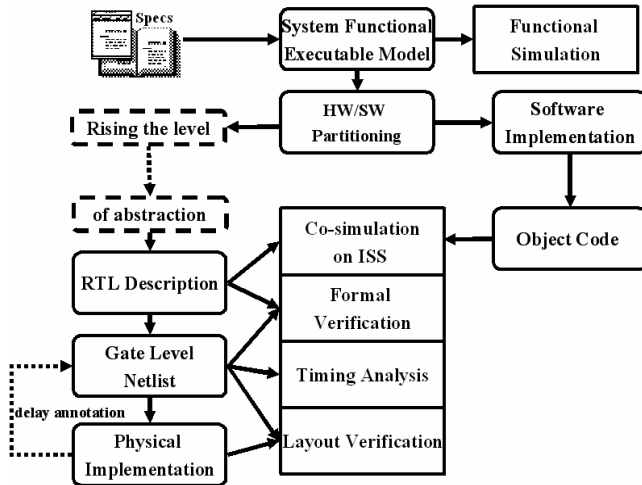 Specs
System Functional
Executable Model
Functional
Simulation
HW/SW
Partitioning
Rising the level
Software
Implementation
of abstraction
Co-simulation
on ISS
Object Code
RTL Description
Formal
Verification
Gate Level
Netlist
Timing Analysis
delay annotation
Physical
Implementation
Layout Verification